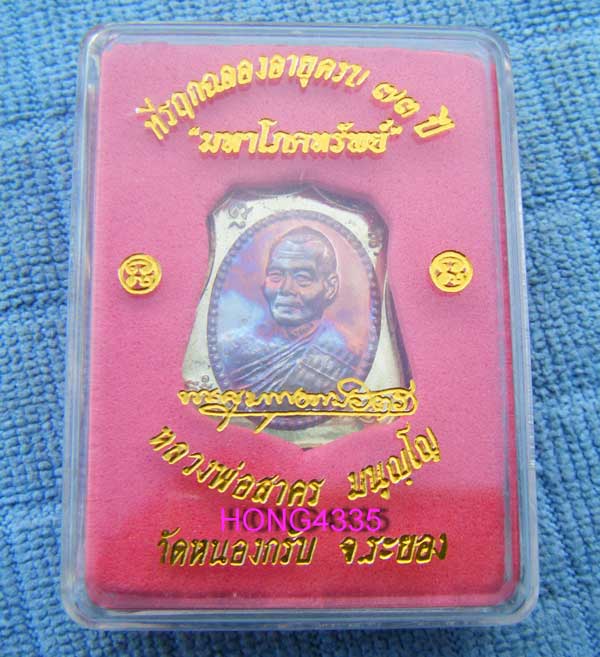 ที่ระฤกฉลองอายุครบ ๗๓ ปี
"มหาโภคทรัพย์"
หลวงพ่อสาคร มนุญฺโญ
HONG4335
วัดหนองกรับ จ.ระยอง